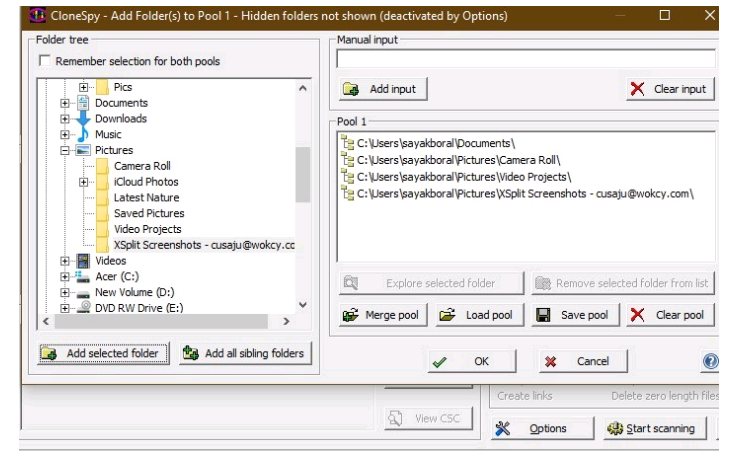 CloneSpy - Add Folder(s) to Pool 1 - Hidden folders not shown (deactivated by Options)
Folder tree
Remember selection for both pools
Pics
Documents
Downloads
Music
Pictures
Camera Roll
iCloud Photos
Latest Nature
Saved Pictures
Video Projects
XSplit Screenshots - cusaju@wokcy.cc
Videos
Acer (C:)
New Volume (D:)
DVD RW Drive (E:)
Add selected folder
Add all sibling folders
Manual input
Add input
Clear input
Pool 1
C:\Users\sayakboral\Documents\
C:\Users\sayakboral\Pictures\Camera Roll\
C:\Users\sayakboral\Pictures\Video Projects\
C:\Users\sayakboral\Pictures\XSplit Screenshots - cusaju@wokcy.com\
Explore selected folder
Remove selected folder from list
Merge pool
Load pool
Save pool
Clear pool
OK
Cancel
Create links
Delete zero length files
View CSC
Options
Start scanning